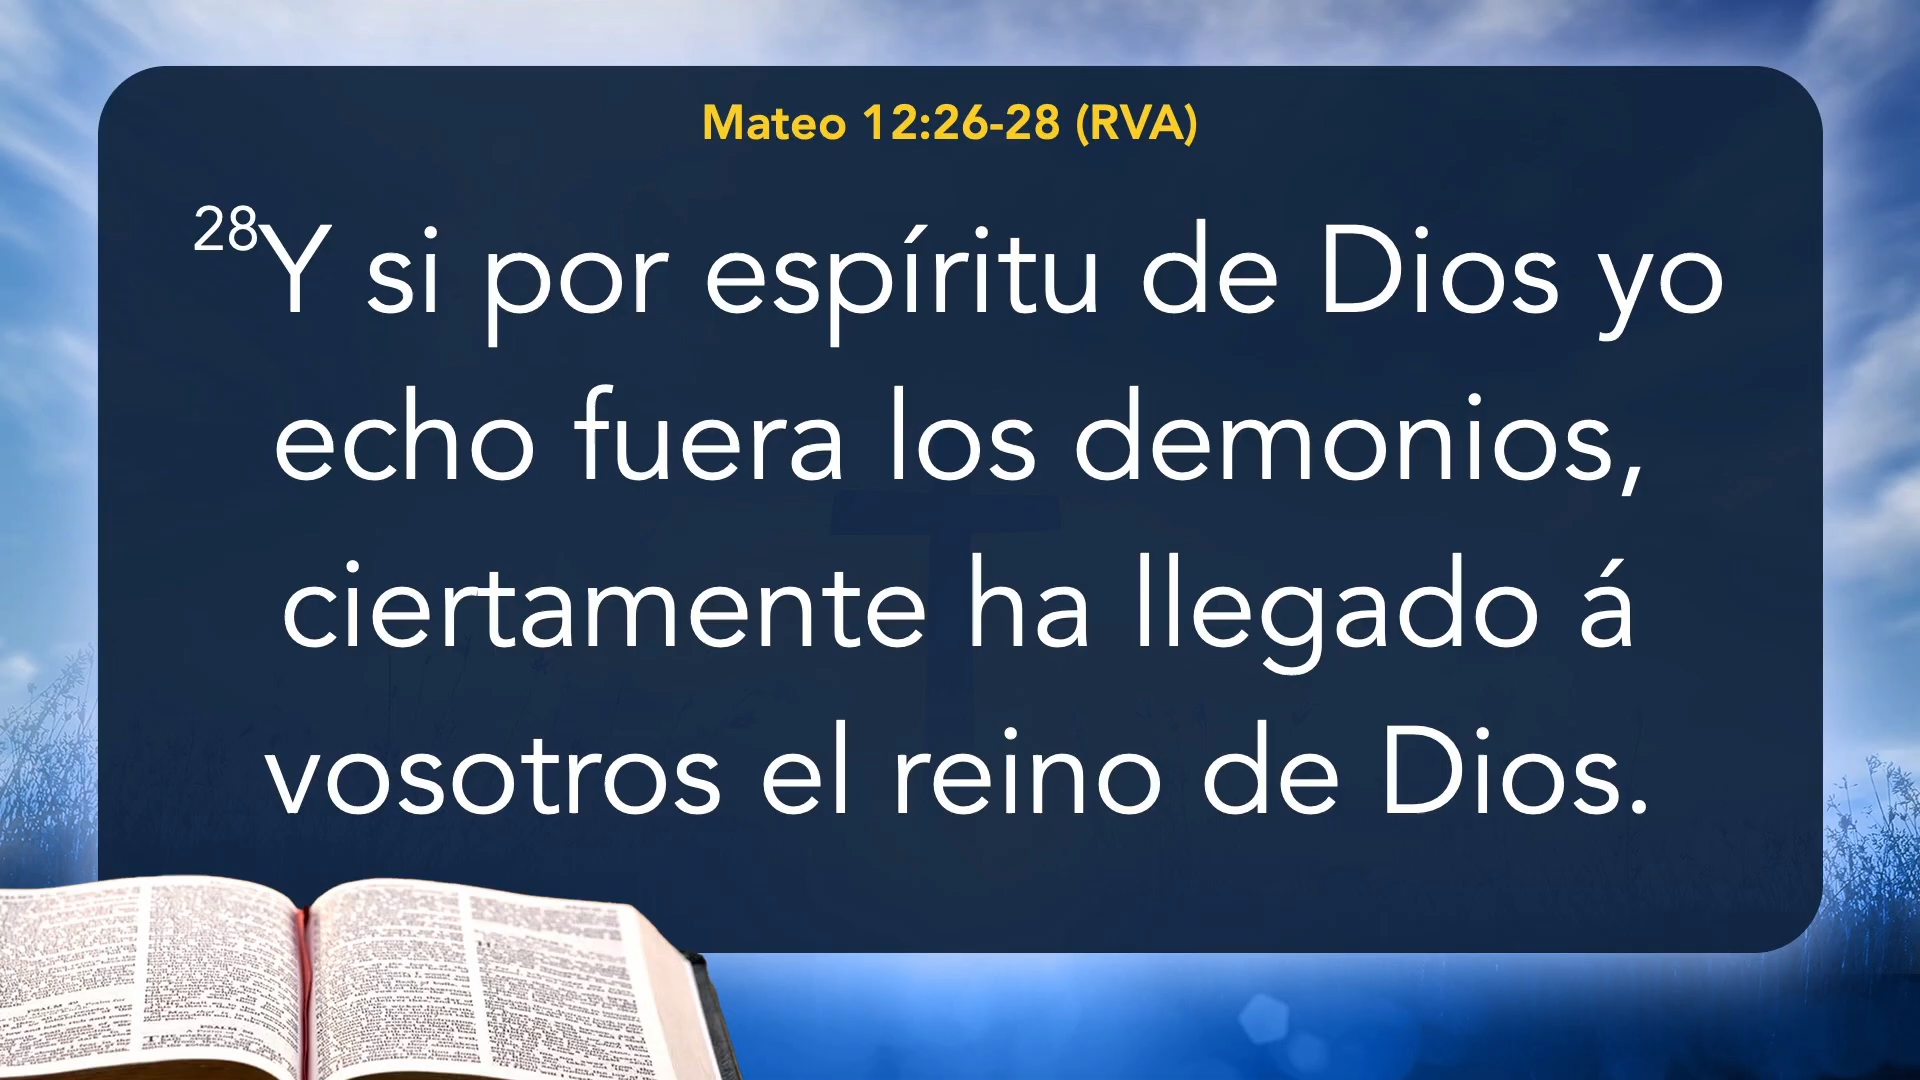 Mateo 12:26-28 (RVA)
28Y si por espíritu de Dios yo
echo fuera los demonios,
ciertamente ha llegado á
vosotros el reino de Dios.